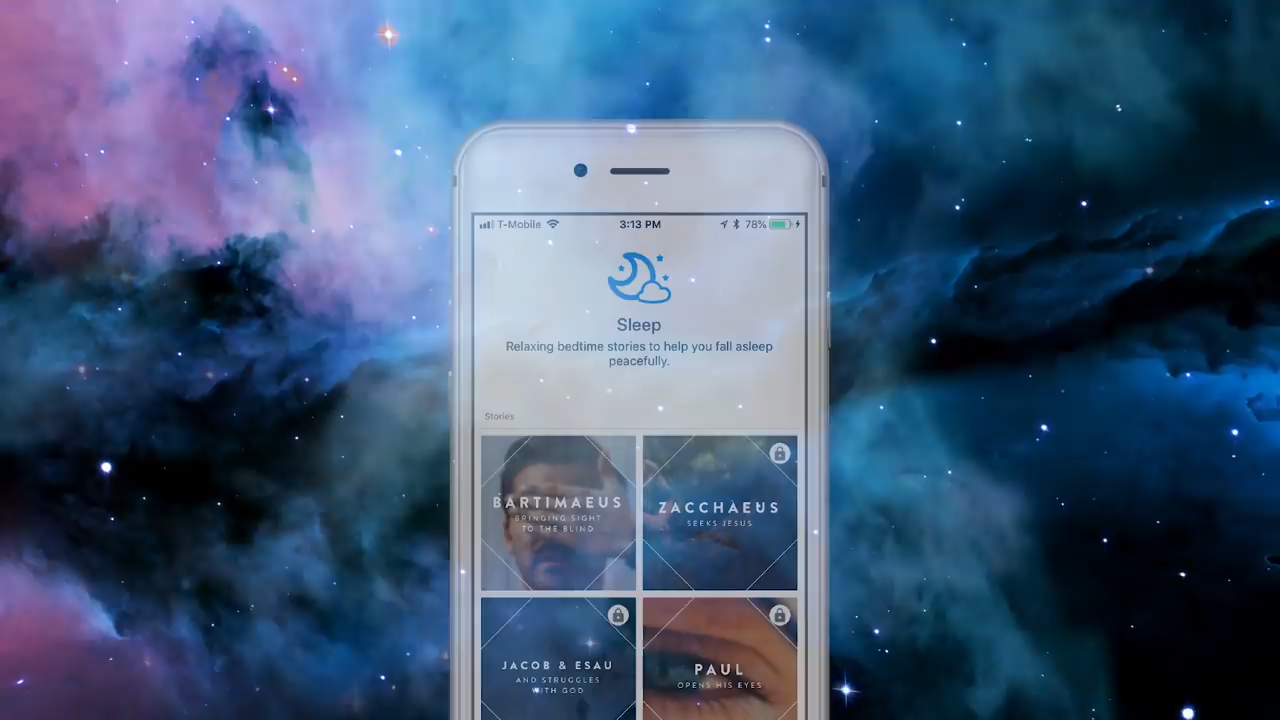 T-Mobile 3:13 PM 78%
Sleep
Relaxing bedtime stories to help you fall asleep
peacefully.
Stories
BARTIMAEUS
BRINGING SIGHT
TO THE BLIND
ZACCHAEUS
SEEKS JESUS
JACOB & ESAU
AND STRUGGLES
WITH GOD
PAUL
OPENS HIS EYES